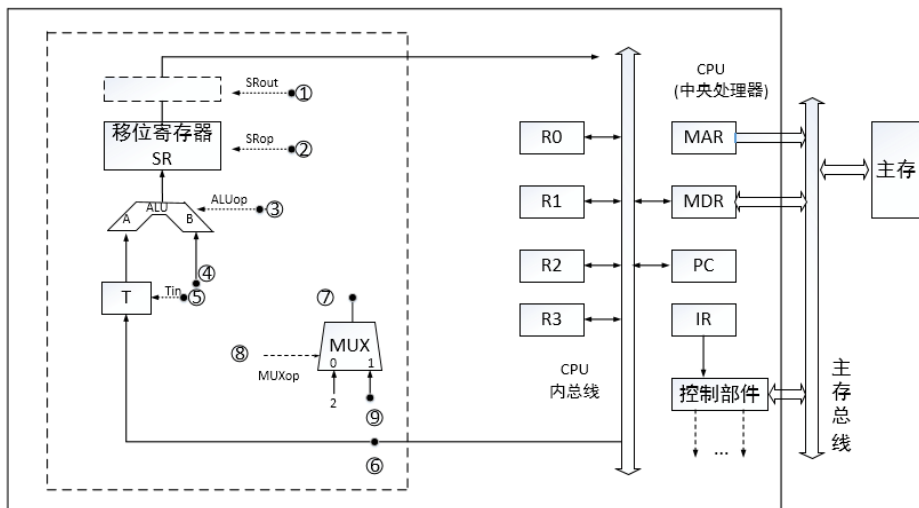 SRout
①
移位寄存器
SR
SRop
②
ALU
A
B
ALUop
③
④
T
Tin
⑤
⑦
⑧
MUXop
MUX
0
1
2
⑨
⑥
R0
R1
R2
R3
CPU
内总线
CPU
(中央处理器)
MAR
MDR
PC
IR
控制部件
...
主存总线
主存